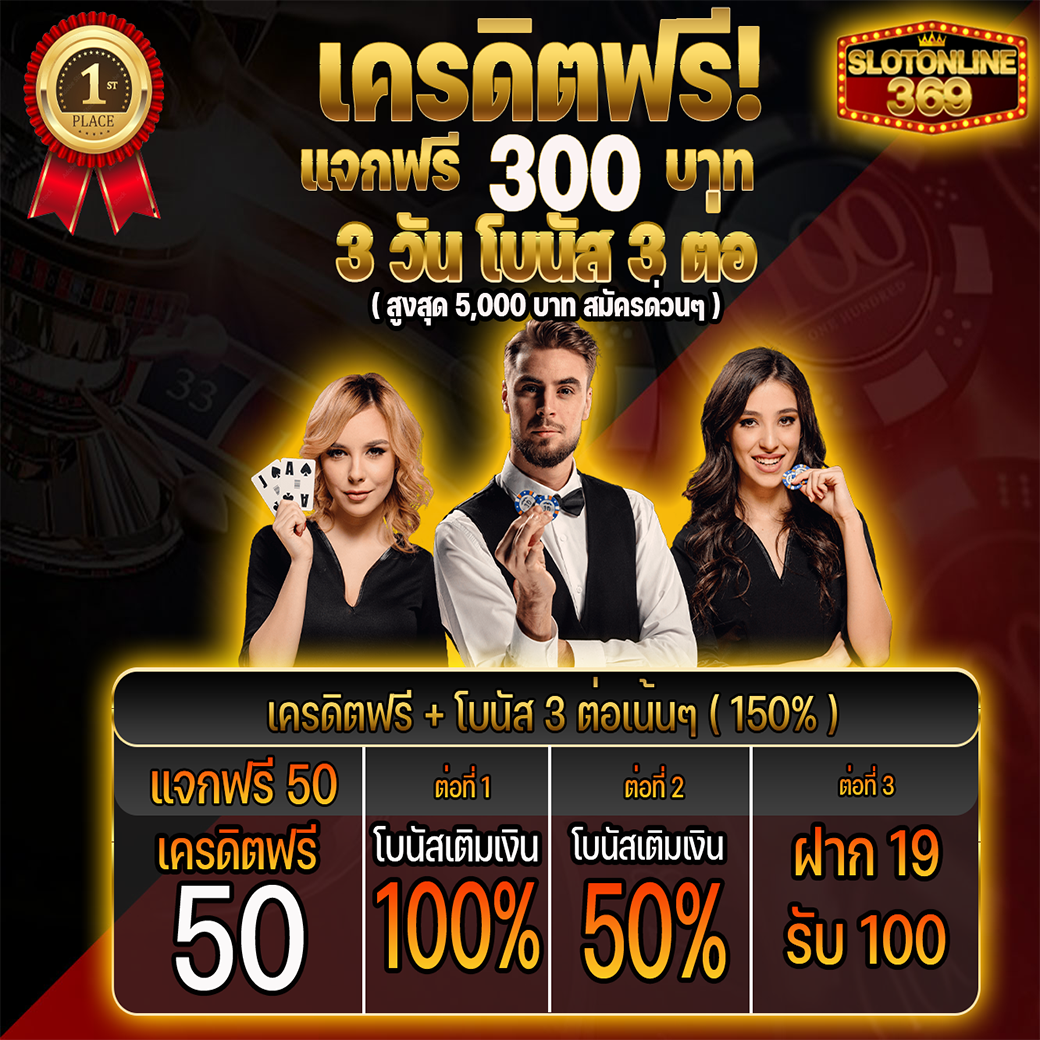 1ST
PLACE
SLOTONLINE
369
เครดิตฟรี!
แจกฟรี 300 บาท
3 วัน โบนัส 3 ต่อ
( สูงสุด 5,000 บาท สมัครด่วนๆ )
33
100
ONE HUNDRED
A
เครดิตฟรี + โบนัส 3 ต่อเน้นๆ ( 150% )
แจกฟรี 50
เครดิตฟรี
50
ต่อที่ 1
โบนัสเติมเงิน
100%
ต่อที่ 2
โบนัสเติมเงิน
50%
ต่อที่ 3
ฝาก 19
รับ 100